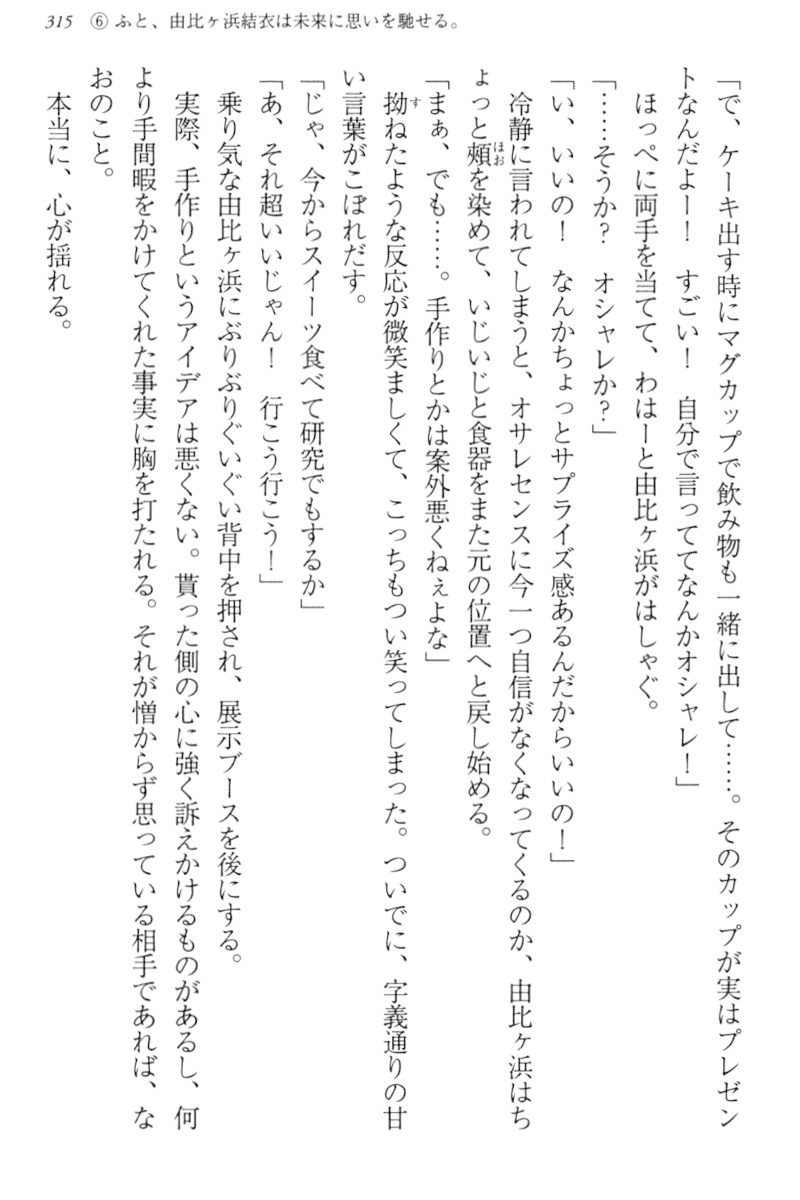 315 ⑥ ふと、由比ヶ浜結衣は未来に思いを馳せる。
「で、ケーキ出す時にマグカップで飲み物も一緒に出して……。そのカップが実はプレゼン
トなんだよー！　すごい！　自分で言っててなんかオシャレ！」
　ほっぺに両手を当てて、わはーと由比ヶ浜がはしゃぐ。
「……そうか？　オシャレか？」
「い、いいの！　なんかちょっとサプライズ感あるんだからいいの！」
　冷静に言われてしまうと、オサレセンスに今一つ自信がなくなってくるのか、由比ヶ浜はち
ょっと頰を染めて、いじいじと食器をまた元の位置へと戻し始める。
ほお
「まぁ、でも……。手作りとかは案外悪くねぇよな」
　拗ねたような反応が微笑ましくて、こっちもつい笑ってしまった。ついでに、字義通りの甘
す
い言葉がこぼれだす。
「じゃ、今からスイーツ食べて研究でもするか」
「あ、それ超いいじゃん！　行こう行こう！」
　乗り気な由比ヶ浜にぶりぶりぐいぐい背中を押され、展示ブースを後にする。
　実際、手作りというアイデアは悪くない。貰った側の心に強く訴えかけるものがあるし、何
より手間暇をかけてくれた事実に胸を打たれる。それが憎からず思っている相手であれば、な
おのこと。
　本当に、心が揺れる。